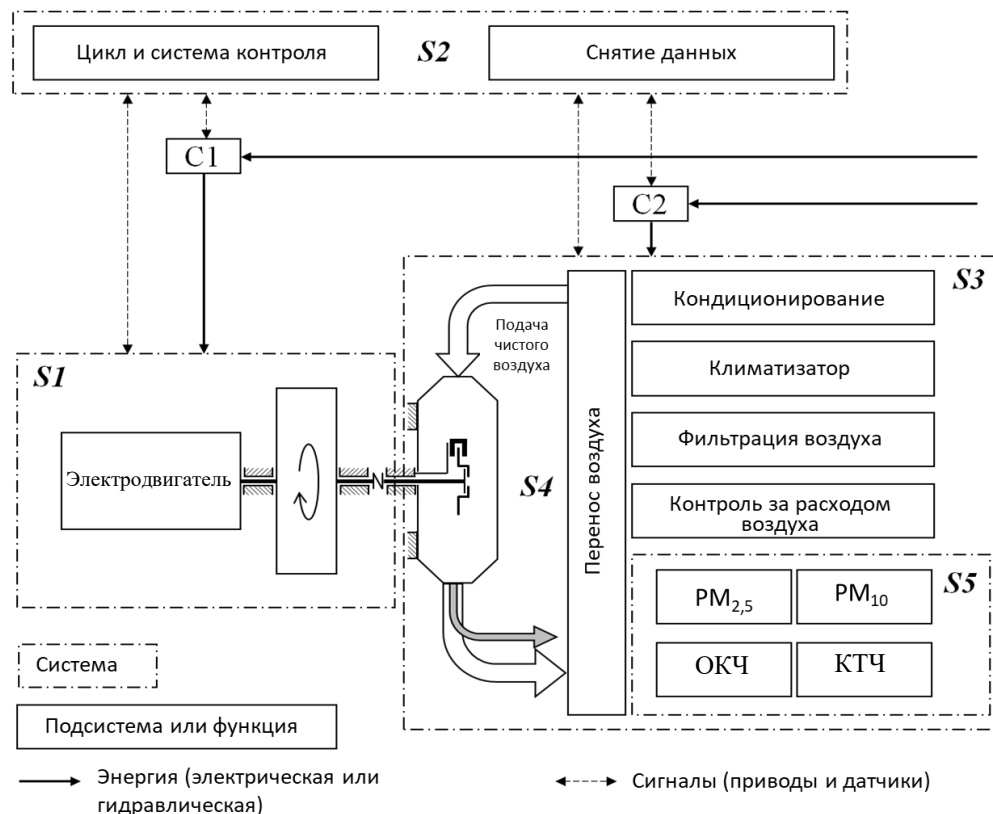 Цикл и система контроля
S2
Снятие данных
C1
C2
S3
Кондиционирование
Подача
чистого
воздуха
Климатизатор
S1
Фильтрация воздуха
Электродвигатель
S4
Перенос воздуха
Контроль за расходом
воздуха
S5
PM2,5
PM10
ОКЧ
КТЧ
Система
Подсистема или функция
Энергия (электрическая или
гидравлическая)
Сигналы (приводы и датчики)